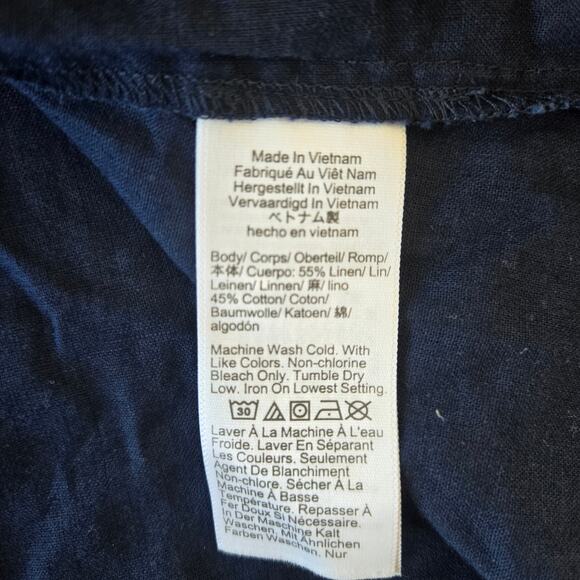 Made In Vietnam
Fabriqué Au Viêt Nam
Hergestellt In Vietnam
Vervaardigd In Vietnam
ベトナム製
hecho en vietnam
Body/ Corps/ Oberteil/ Romp/
本体/ Cuerpo: 55% Linen/ Lin/
Leinen/ Linnen/ 麻/ lino
45% Cotton/ Coton/
Baumwolle/ Katoen/ 綿/
algodón
Machine Wash Cold. With
Like Colors. Non-chlorine
Bleach Only. Tumble Dry
Low. Iron On Lowest Setting.
30
Laver À La Machine À L'eau
Froide. Laver En Séparant
Les Couleurs. Seulement
Agent De Blanchiment
Non-chlore. Sécher À La
Machine À Basse
Température. Repasser À
Fer Doux Si Nécessaire.
In Der Maschine Kalt
Waschen. Mit Ähnlichen
Farben Waschen. Nur